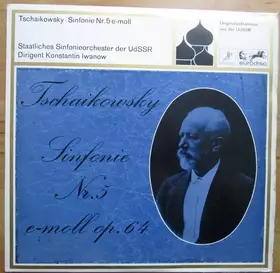 Tschaikowsky · Sinfonie Nr. 5 e-moll
Staatliches Sinfonieorchester der UdSSR
Dirigent Konstantin Iwanow
Originalaufnahme
aus der UdSSR
eurodisc
Tschaikowsky
Sinfonie
Nr. 5
e-moll op. 64